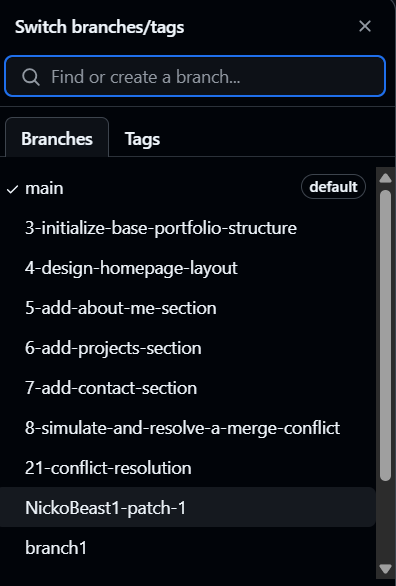 Switch branches/tags
Find or create a branch...
Branches Tags
main default
3-initialize-base-portfolio-structure
4-design-homepage-layout
5-add-about-me-section
6-add-projects-section
7-add-contact-section
8-simulate-and-resolve-a-merge-conflict
21-conflict-resolution
NickoBeast1-patch-1
branch1